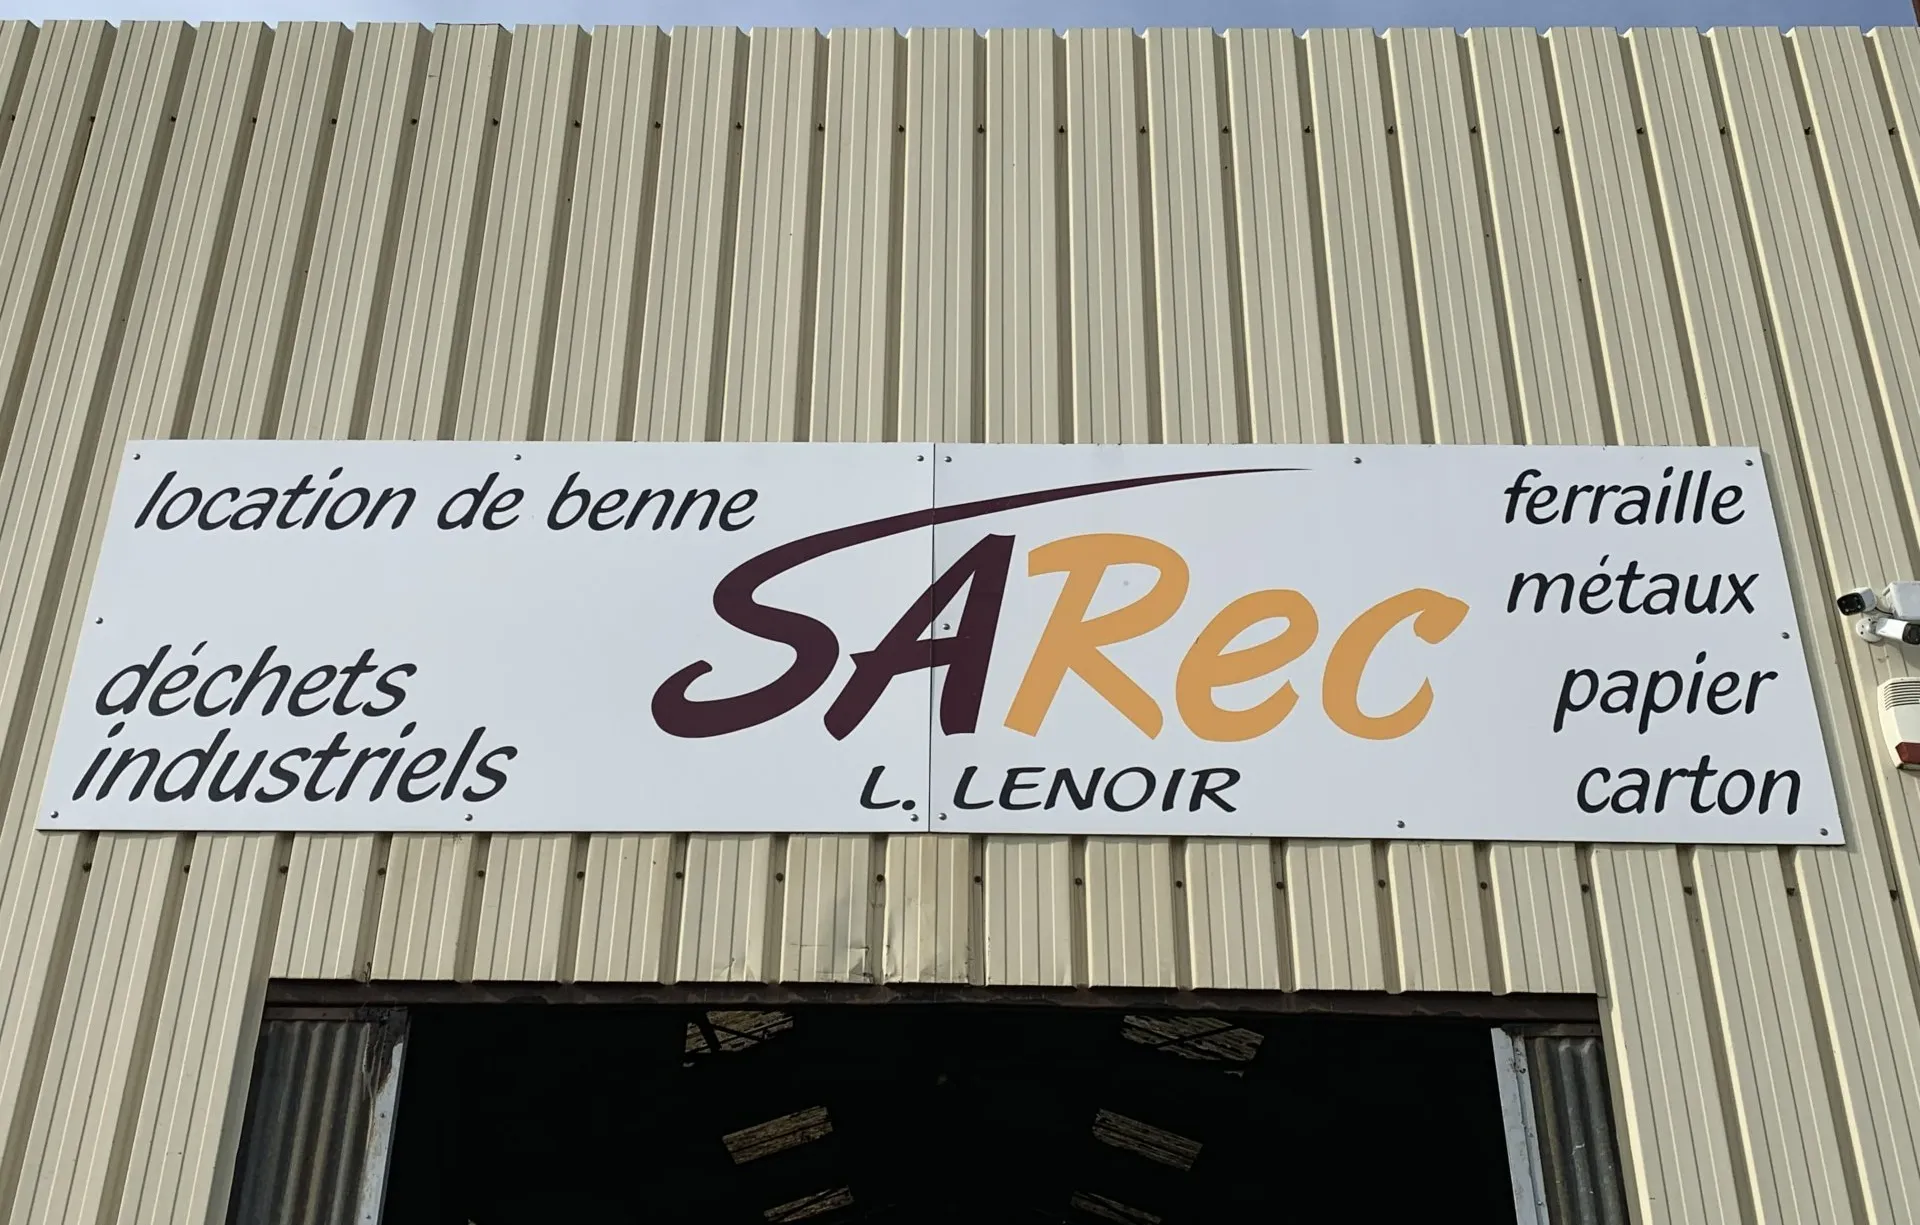 location de benne
déchets
industriels
SARec
L. LENOIR
ferraille
métaux
papier
carton